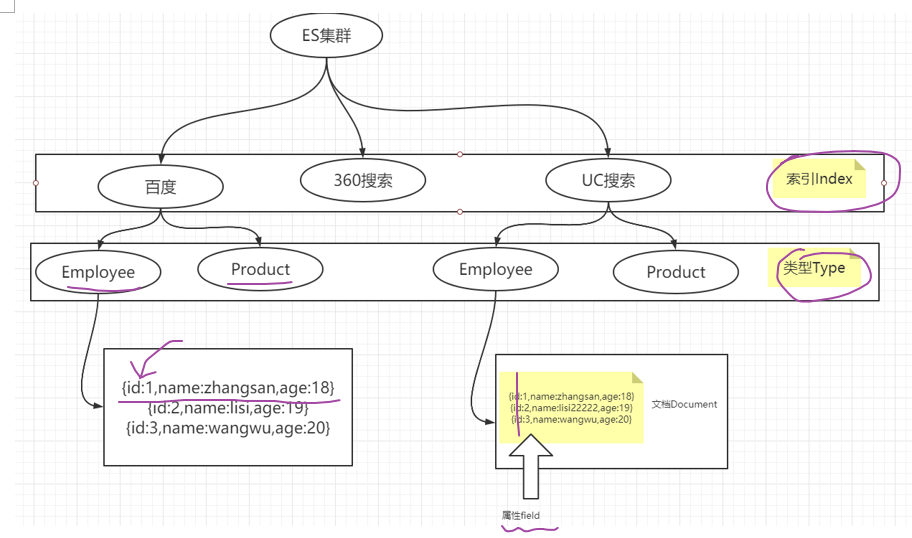 ES集群
百度
360搜索
UC搜索
索引Index
Employee
Product
Employee
Product
类型Type
{id:1,name:zhangsan,age:18}
{id:2,name:lisi,age:19}
{id:3,name:wangwu,age:20}
{id:1,name:zhangsan,age:18}
{id:2,name:lisi22222,age:19}
{id:3,name:wangwu,age:20}
文档Document
属性field